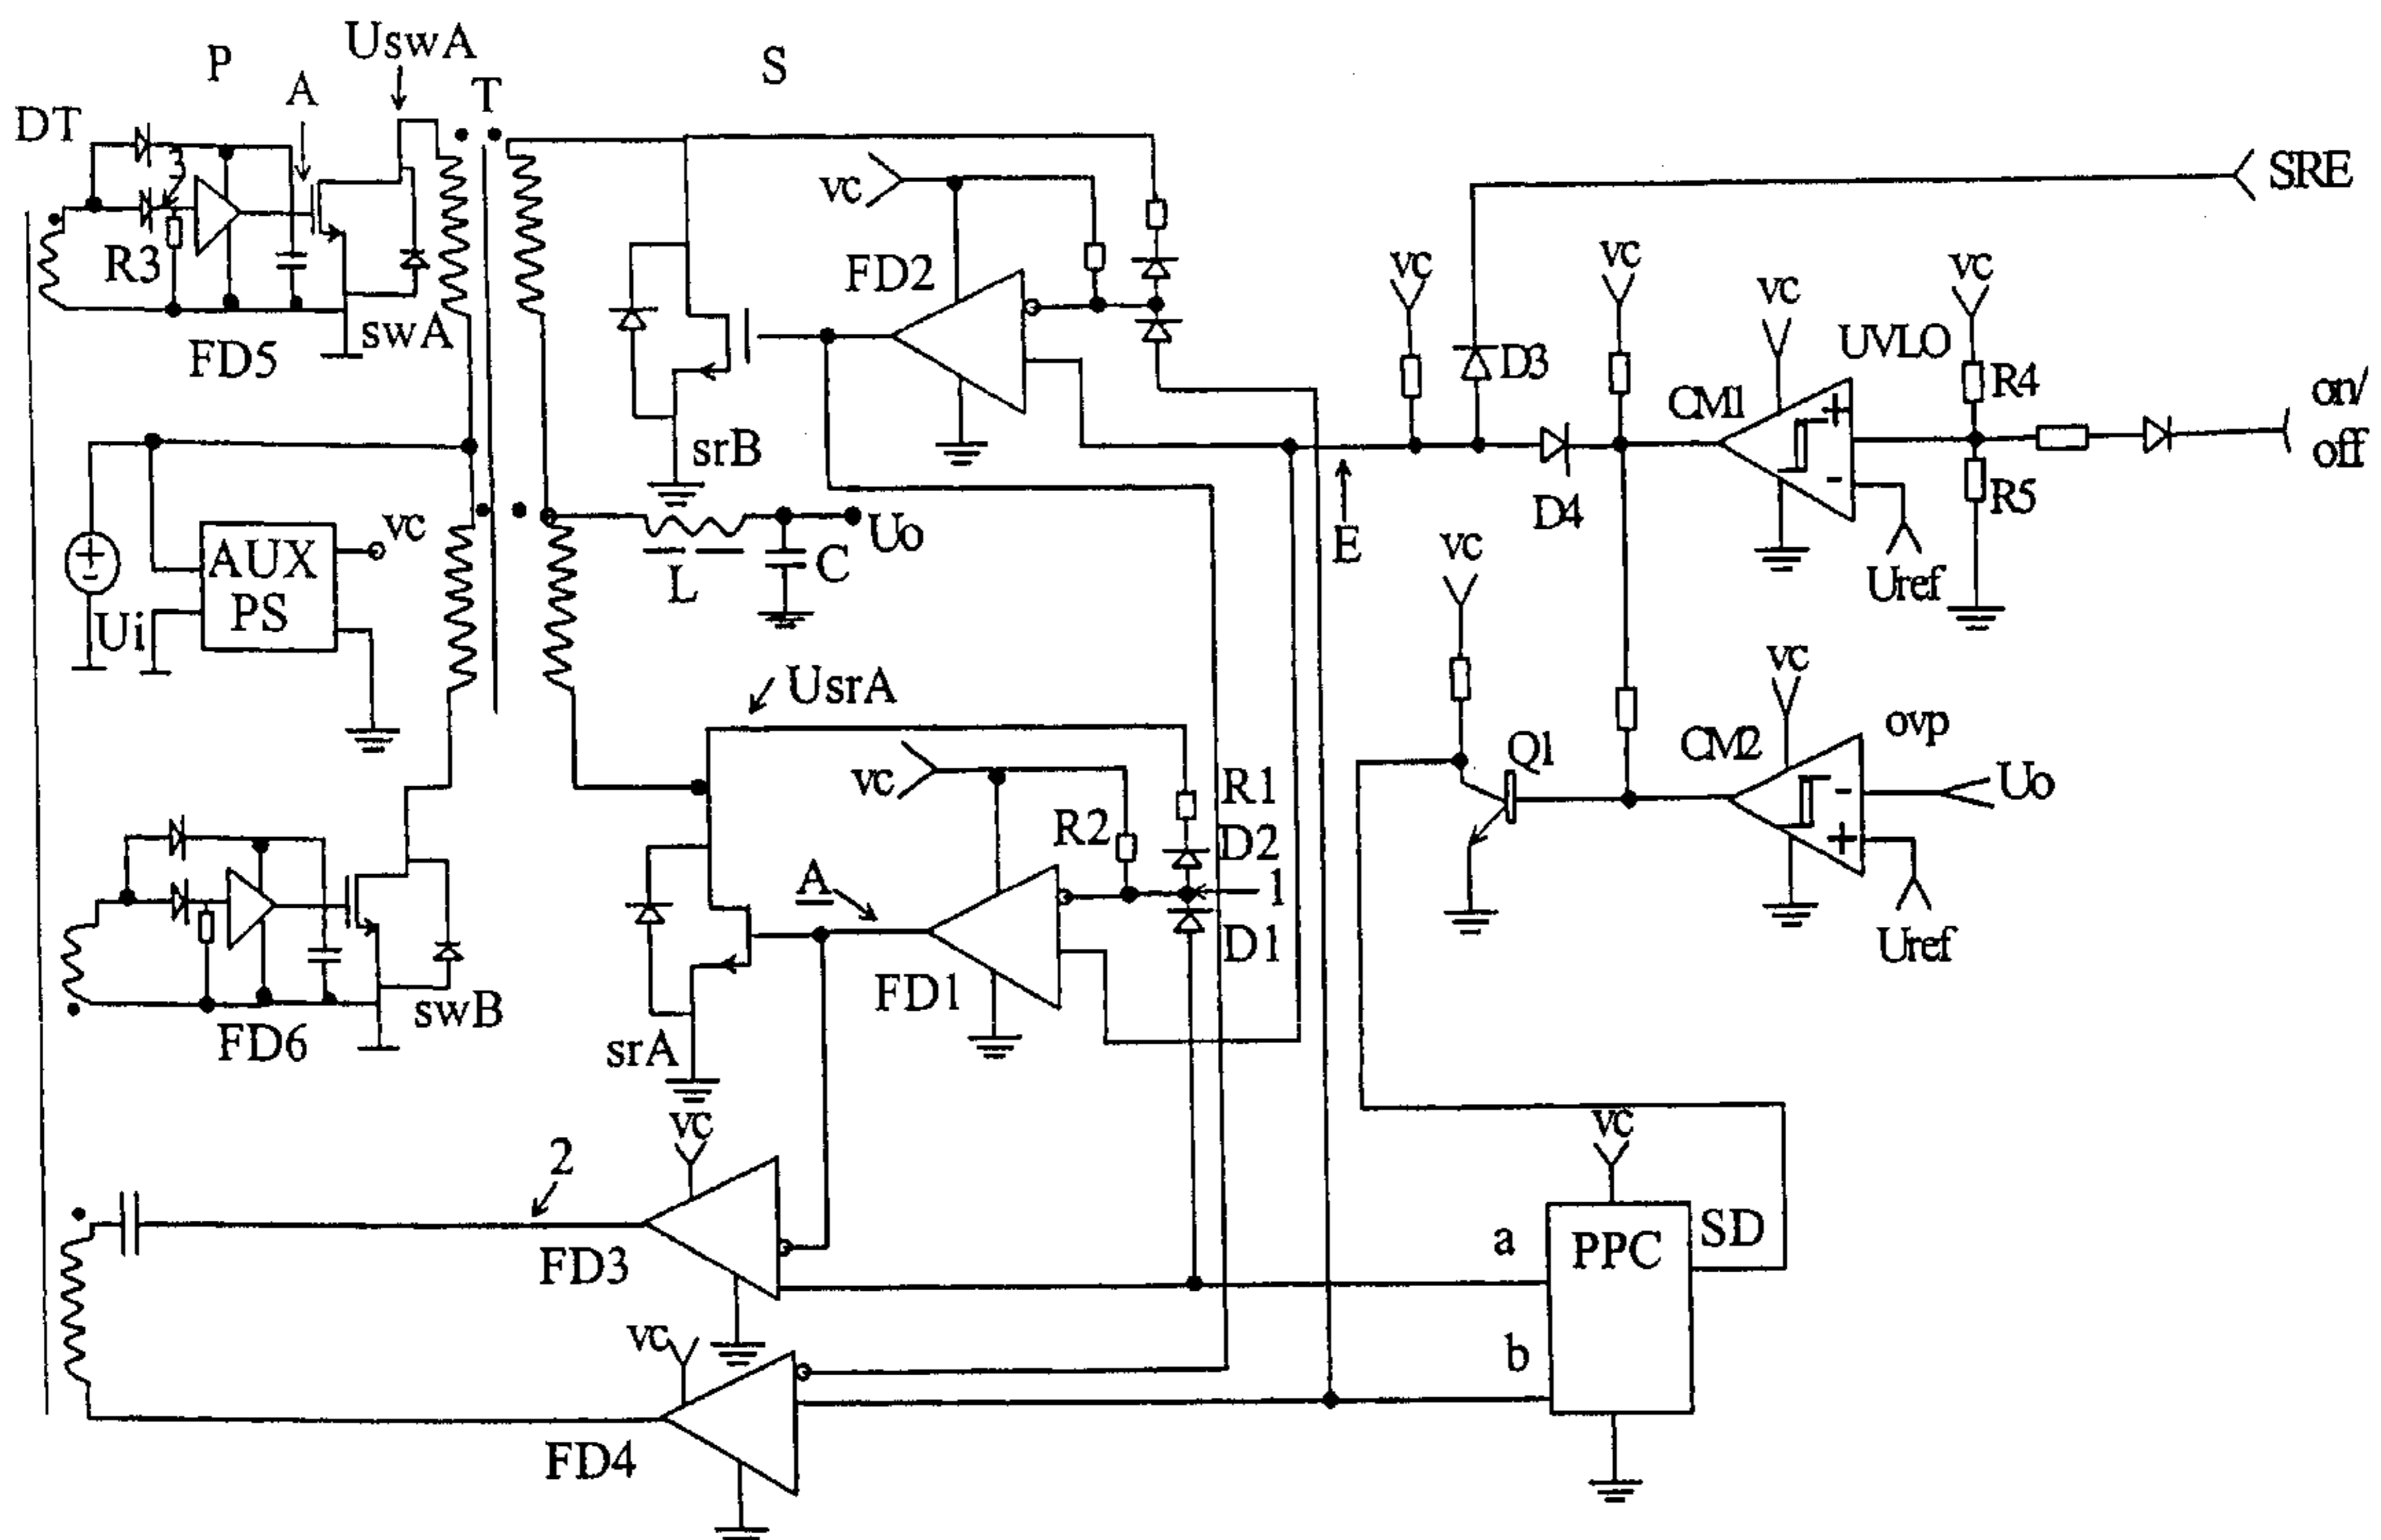 UswA
P
S
A
T
DT
3
R3
swA
FD5
vc
FD2
srB
SRE
vc
vc
vc
vc
UVLO
CM1
D3
R4
on/
off
D4
R5
E
Uref
vc
AUX
PS
Ui
Uo
L
C
vc
UsrA
vc
R1
R2
D2
A
1
D1
FD1
srA
Q1
CM2
vc
ovp
Uo
Uref
swB
FD6
vc
2
FD3
vc
a
PPC
SD
b
vc
FD4